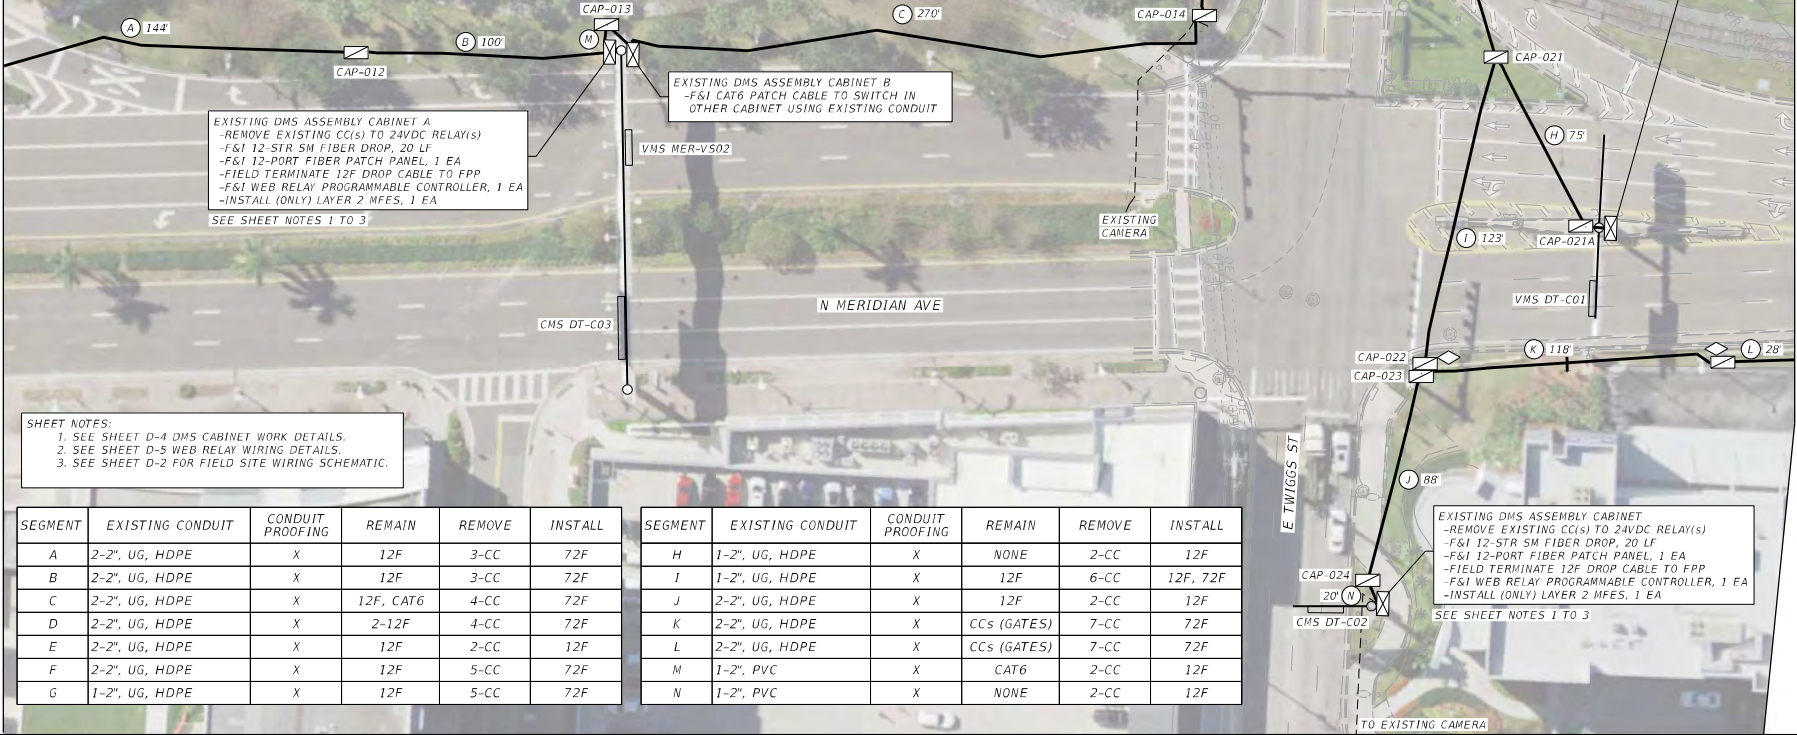 CAP-013
A 144'
C 270'
CAP-014
B 100'
M
CAP-012
CAP-021
EXISTING DMS ASSEMBLY CABINET B
-F&I CAT6 PATCH CABLE TO SWITCH IN
OTHER CABINET USING EXISTING CONDUIT
EXISTING DMS ASSEMBLY CABINET A
-REMOVE EXISTING CC(s) TO 24VDC RELAY(s)
-F&I 12-STR SM FIBER DROP, 20 LF
-F&I 12-PORT FIBER PATCH PANEL, 1 EA
-FIELD TERMINATE 12F DROP CABLE TO FPP
-F&I WEB RELAY PROGRAMMABLE CONTROLLER, 1 EA
-INSTALL (ONLY) LAYER 2 MFES, 1 EA
SEE SHEET NOTES 1 TO 3
VMS MER-VS02
H 75'
EXISTING
CAMERA
I 123'
CAP-021A
CMS DT-C03
N MERIDIAN AVE
VMS DT-C01
CAP-022
K 118'
L 28'
CAP-023
SHEET NOTES:
1. SEE SHEET D-4 DMS CABINET WORK DETAILS.
2. SEE SHEET D-5 WEB RELAY WIRING DETAILS.
3. SEE SHEET D-2 FOR FIELD SITE WIRING SCHEMATIC.
E TWIGGS ST
J 88'
EXISTING DMS ASSEMBLY CABINET
-REMOVE EXISTING CC(s) TO 24VDC RELAY(s)
-F&I 12-STR SM FIBER DROP, 20 LF
-F&I 12-PORT FIBER PATCH PANEL, 1 EA
-FIELD TERMINATE 12F DROP CABLE TO FPP
-F&I WEB RELAY PROGRAMMABLE CONTROLLER, 1 EA
-INSTALL (ONLY) LAYER 2 MFES, 1 EA
SEE SHEET NOTES 1 TO 3
CAP-024
20' N
CMS DT-C02
TO EXISTING CAMERA
SEGMENT EXISTING CONDUIT CONDUIT PROOFING REMAIN REMOVE INSTALL
A 2-2", UG, HDPE X 12F 3-CC 72F
B 2-2", UG, HDPE X 12F 3-CC 72F
C 2-2", UG, HDPE X 12F, CAT6 4-CC 72F
D 2-2", UG, HDPE X 2-12F 4-CC 72F
E 2-2", UG, HDPE X 12F 2-CC 12F
F 2-2", UG, HDPE X 12F 5-CC 72F
G 1-2", UG, HDPE X 12F 5-CC 72F
SEGMENT EXISTING CONDUIT CONDUIT PROOFING REMAIN REMOVE INSTALL
H 1-2", UG, HDPE X NONE 2-CC 12F
I 1-2", UG, HDPE X 12F 6-CC 12F, 72F
J 2-2", UG, HDPE X 12F 2-CC 12F
K 2-2", UG, HDPE X CCs (GATES) 7-CC 72F
L 2-2", UG, HDPE X CCs (GATES) 7-CC 72F
M 1-2", PVC X CAT6 2-CC 12F
N 1-2", PVC X NONE 2-CC 12F